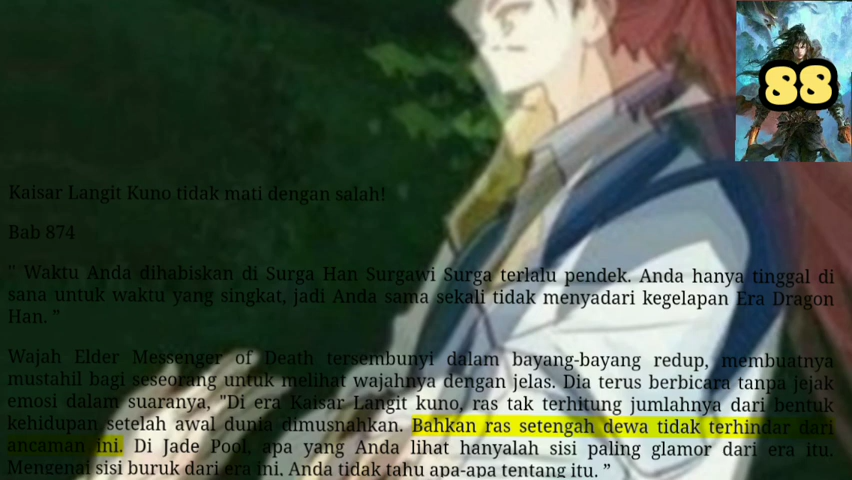 88
Kaisar Langit Kuno tidak mati dengan salah!
Bab 874
" Waktu Anda dihabiskan di Surga Han Surgawi Surga terlalu pendek. Anda hanya tinggal di
sana untuk waktu yang singkat, jadi Anda sama sekali tidak menyadari kegelapan Era Dragon
Han. ”
Wajah Elder Messenger of Death tersembunyi dalam bayang-bayang redup, membuatnya
mustahil bagi seseorang untuk melihat wajahnya dengan jelas. Dia terus berbicara tanpa jejak
emosi dalam suaranya, "Di era Kaisar Langit kuno, ras tak terhitung jumlahnya dari bentuk
kehidupan setelah awal dunia dimusnahkan. Bahkan ras setengah dewa tidak terhindar dari
ancaman ini. Di Jade Pool, apa yang Anda lihat hanyalah sisi paling glamor dari era itu.
Mengenai sisi buruk dari era ini, Anda tidak tahu apa-apa tentang itu. ”